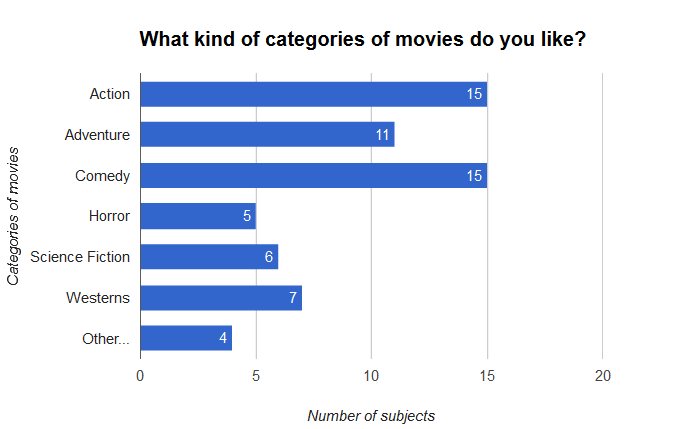 What kind of categories of movies do you like?
Categories of movies
Action 15
Adventure 11
Comedy 15
Horror 5
Science Fiction 6
Westerns 7
Other... 4
0 5 10 15 20
Number of subjects